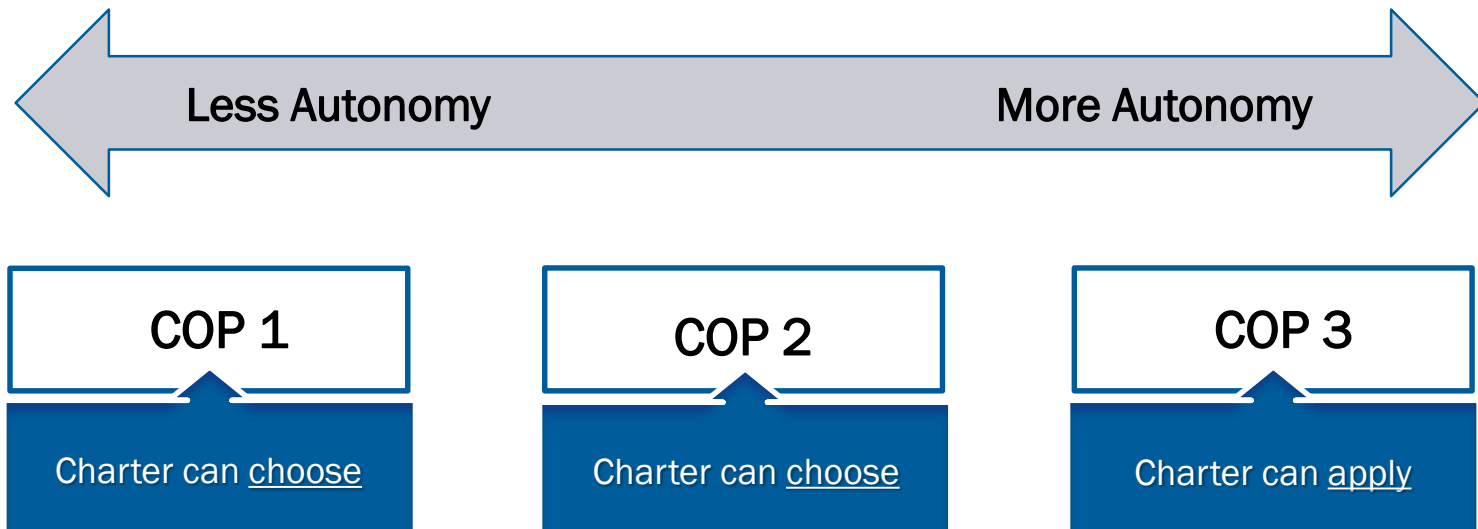 Less Autonomy
More Autonomy
COP 1
COP 2
COP 3
Charter can choose
Charter can choose
Charter can apply